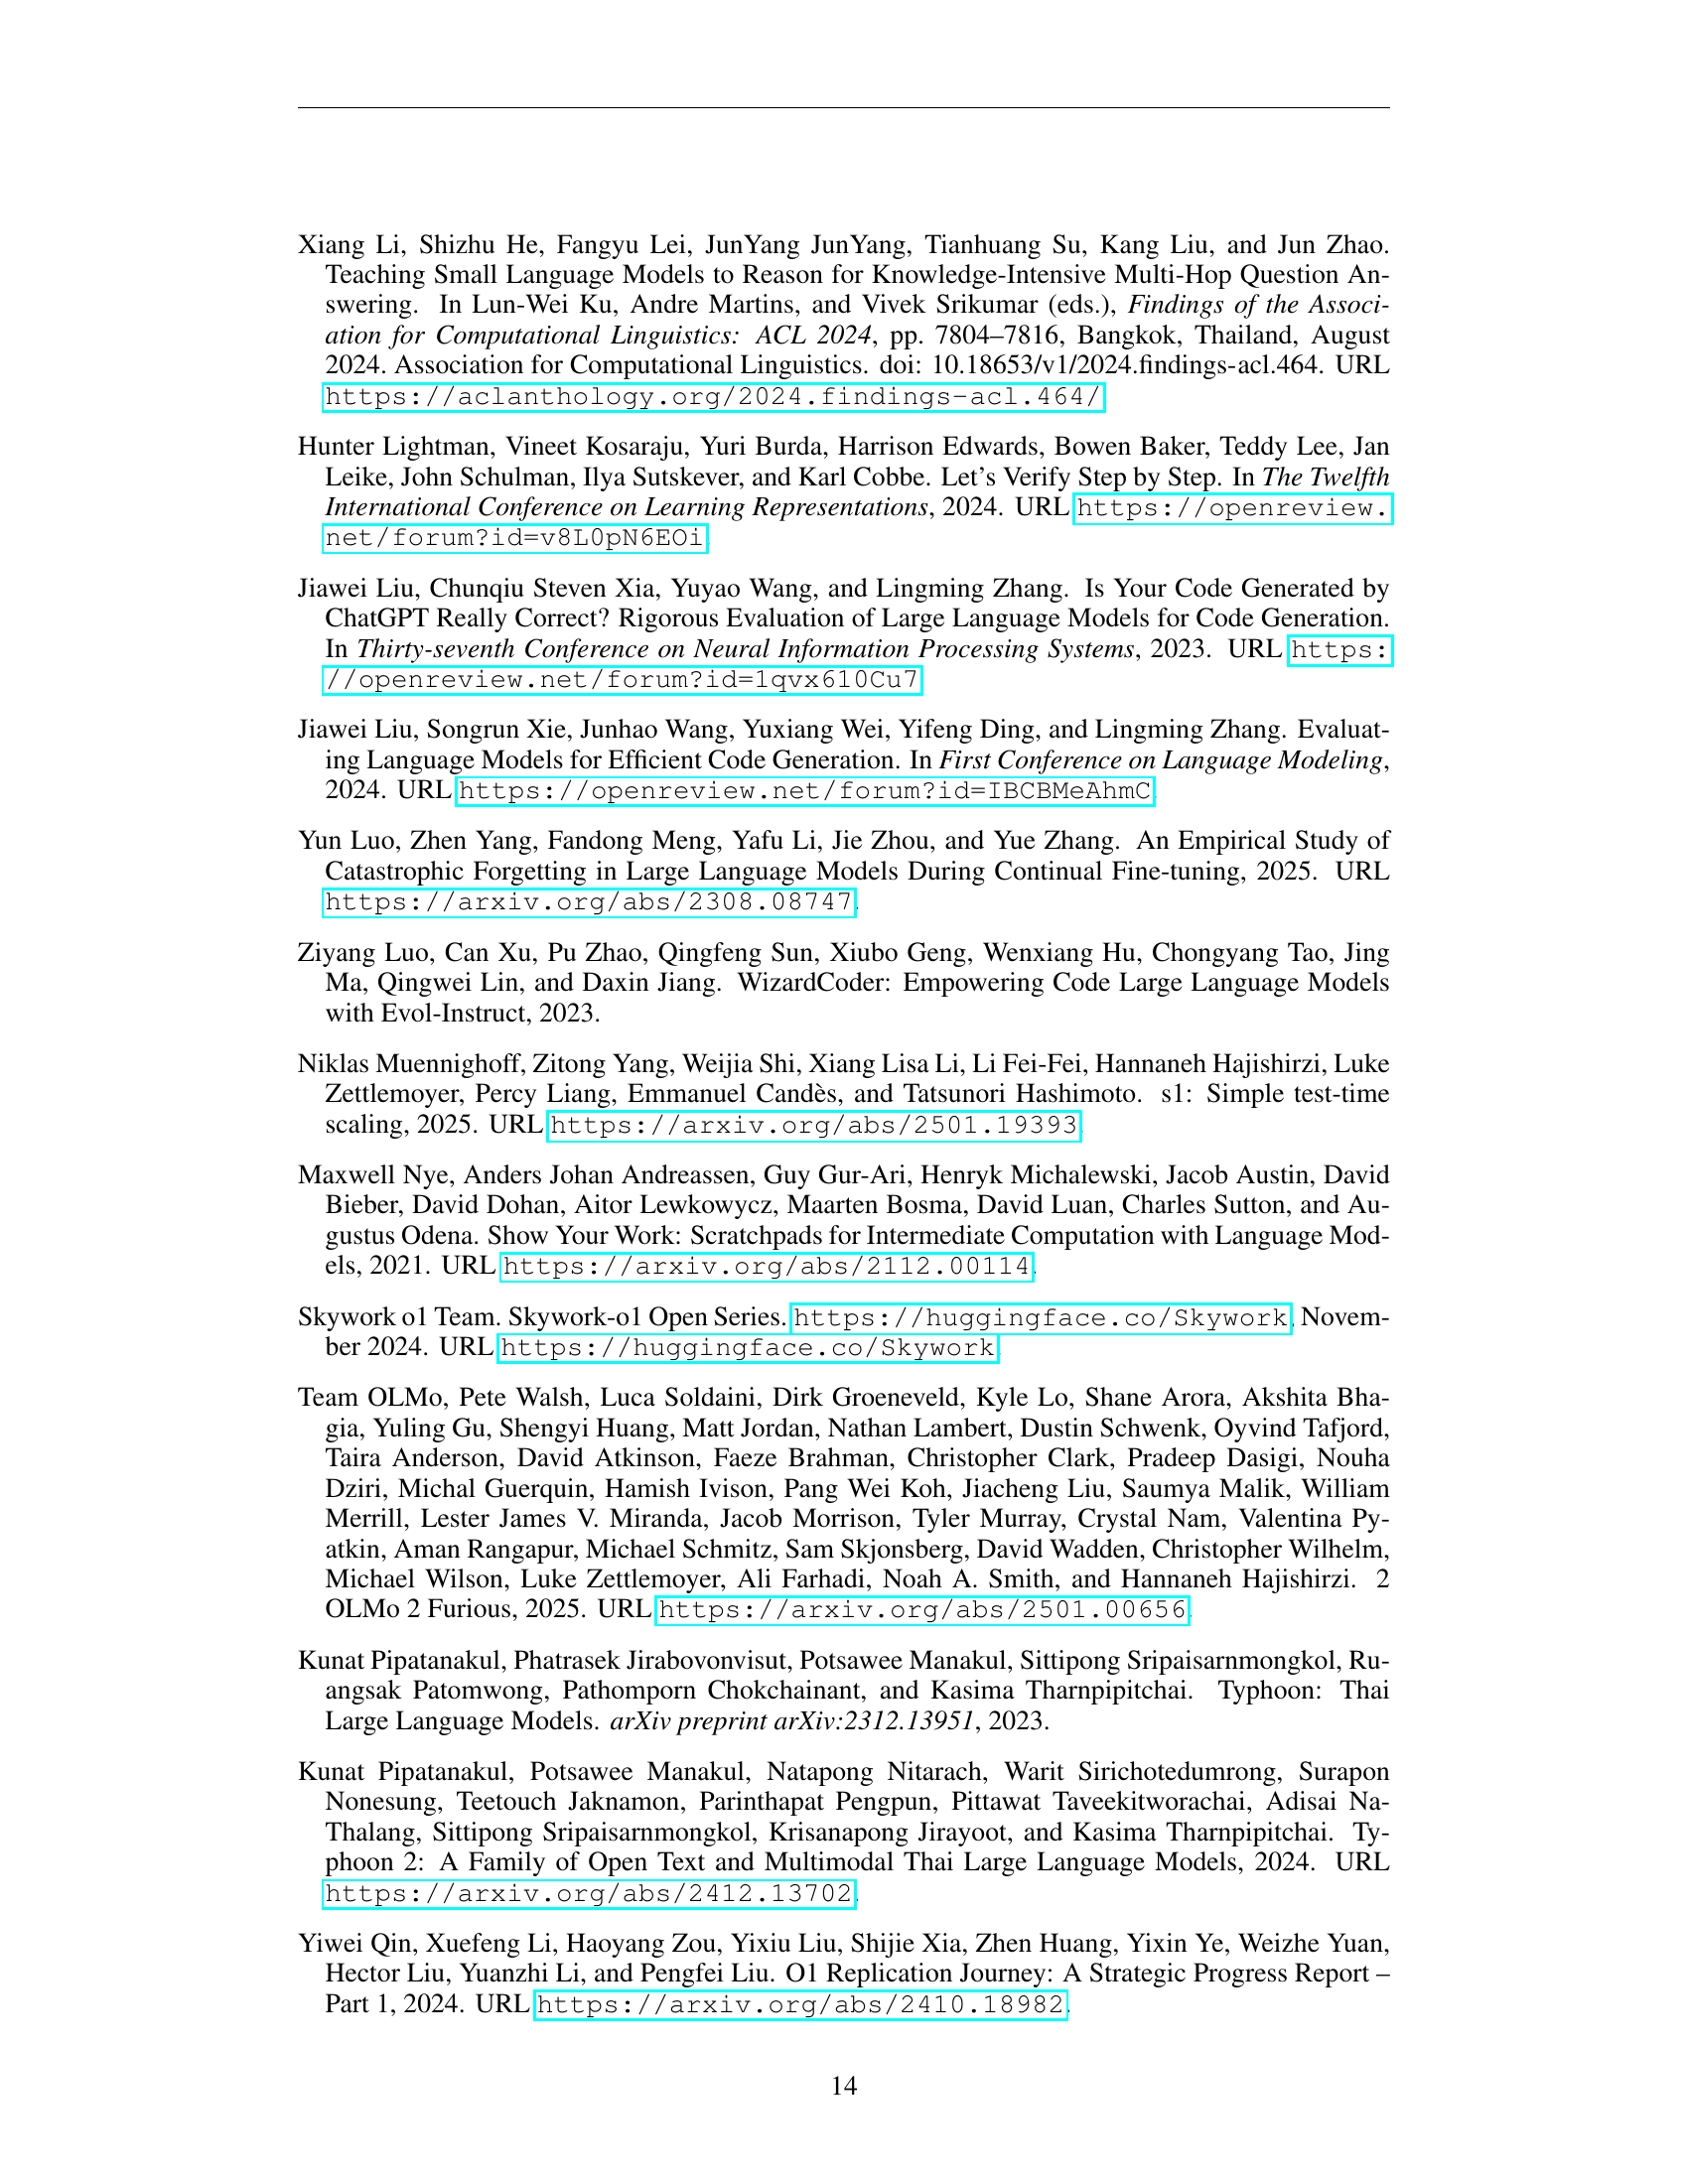 Xiang Li, Shizhu He, Fangyu Lei, JunYang JunYang, Tianhuang Su, Kang Liu, and Jun Zhao.
Teaching Small Language Models to Reason for Knowledge-Intensive Multi-Hop Question An-
swering. In Lun-Wei Ku, Andre Martins, and Vivek Srikumar (eds.), Findings of the Associ-
ation for Computational Linguistics: ACL 2024, pp. 7804–7816, Bangkok, Thailand, August
2024. Association for Computational Linguistics. doi: 10.18653/v1/2024.findings-acl.464. URL
https://aclanthology.org/2024.findings-acl.464/
Hunter Lightman, Vineet Kosaraju, Yuri Burda, Harrison Edwards, Bowen Baker, Teddy Lee, Jan
Leike, John Schulman, Ilya Sutskever, and Karl Cobbe. Let's Verify Step by Step. In The Twelfth
International Conference on Learning Representations, 2024. URL https://openreview.
net/forum?id=v8L0pN6EOi.
Jiawei Liu, Chunqiu Steven Xia, Yuyao Wang, and Lingming Zhang. Is Your Code Generated by
ChatGPT Really Correct? Rigorous Evaluation of Large Language Models for Code Generation.
In Thirty-seventh Conference on Neural Information Processing Systems, 2023. URL https:
//openreview.net/forum?id=1qvx610Cu7.
Jiawei Liu, Songrun Xie, Junhao Wang, Yuxiang Wei, Yifeng Ding, and Lingming Zhang. Evaluat-
ing Language Models for Efficient Code Generation. In First Conference on Language Modeling,
2024. URL https://openreview.net/forum?id=IBCBMeAhmC.
Yun Luo, Zhen Yang, Fandong Meng, Yafu Li, Jie Zhou, and Yue Zhang. An Empirical Study of
Catastrophic Forgetting in Large Language Models During Continual Fine-tuning, 2025. URL
https://arxiv.org/abs/2308.08747.
Ziyang Luo, Can Xu, Pu Zhao, Qingfeng Sun, Xiubo Geng, Wenxiang Hu, Chongyang Tao, Jing
Ma, Qingwei Lin, and Daxin Jiang. WizardCoder: Empowering Code Large Language Models
with Evol-Instruct, 2023.
Niklas Muennighoff, Zitong Yang, Weijia Shi, Xiang Lisa Li, Li Fei-Fei, Hannaneh Hajishirzi, Luke
Zettlemoyer, Percy Liang, Emmanuel Candès, and Tatsunori Hashimoto. s1: Simple test-time
scaling, 2025. URL https://arxiv.org/abs/2501.19393.
Maxwell Nye, Anders Johan Andreassen, Guy Gur-Ari, Henryk Michalewski, Jacob Austin, David
Bieber, David Dohan, Aitor Lewkowycz, Maarten Bosma, David Luan, Charles Sutton, and Au-
gustus Odena. Show Your Work: Scratchpads for Intermediate Computation with Language Mod-
els, 2021. URL https://arxiv.org/abs/2112.00114.
Skywork o1 Team. Skywork-o1 Open Series. https://huggingface.co/Skywork, Novem-
ber 2024. URL https://huggingface.co/Skywork.
Team OLMo, Pete Walsh, Luca Soldaini, Dirk Groeneveld, Kyle Lo, Shane Arora, Akshita Bha-
gia, Yuling Gu, Shengyi Huang, Matt Jordan, Nathan Lambert, Dustin Schwenk, Oyvind Tafjord,
Taira Anderson, David Atkinson, Faeze Brahman, Christopher Clark, Pradeep Dasigi, Nouha
Dziri, Michal Guerquin, Hamish Ivison, Pang Wei Koh, Jiacheng Liu, Saumya Malik, William
Merrill, Lester James V. Miranda, Jacob Morrison, Tyler Murray, Crystal Nam, Valentina Py-
atkin, Aman Rangapur, Michael Schmitz, Sam Skjonsberg, David Wadden, Christopher Wilhelm,
Michael Wilson, Luke Zettlemoyer, Ali Farhadi, Noah A. Smith, and Hannaneh Hajishirzi. 2
OLMo 2 Furious, 2025. URL https://arxiv.org/abs/2501.00656.
Kunat Pipatanakul, Phatrasek Jirabovonvisut, Potsawee Manakul, Sittipong Sripaisarnmongkol, Ru-
angsak Patomwong, Pathomporn Chokchainant, and Kasima Tharnpipitchai. Typhoon: Thai
Large Language Models. arXiv preprint arXiv:2312.13951, 2023.
Kunat Pipatanakul, Potsawee Manakul, Natapong Nitarach, Warit Sirichotedumrong, Surapon
Nonesung, Teetouch Jaknamon, Parinthapat Pengpun, Pittawat Taveekitworachai, Adisai Na-
Thalang, Sittipong Sripaisarnmongkol, Krisanapong Jirayoot, and Kasima Tharnpipitchai. Ty-
phoon 2: A Family of Open Text and Multimodal Thai Large Language Models, 2024. URL
https://arxiv.org/abs/2412.13702.
Yiwei Qin, Xuefeng Li, Haoyang Zou, Yixiu Liu, Shijie Xia, Zhen Huang, Yixin Ye, Weizhe Yuan,
Hector Liu, Yuanzhi Li, and Pengfei Liu. O1 Replication Journey: A Strategic Progress Report –
Part 1, 2024. URL https://arxiv.org/abs/2410.18982.
14